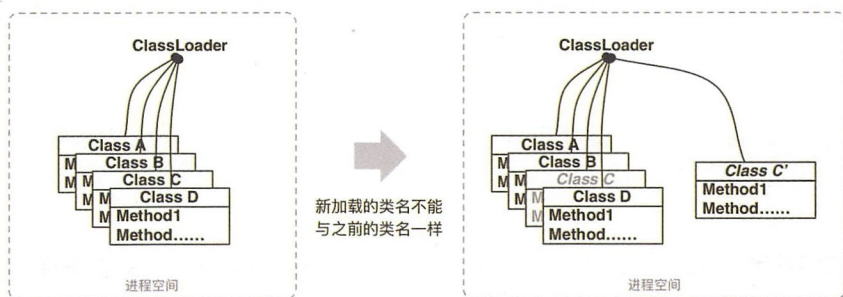 ClassLoader
Class A
M
M
Class B
M
M
Class C
M
M
Class D
Method1
Method……
进程空间
新加载的类名不能
与之前的类名一样
ClassLoader
Class A
M
M
Class B
M
M
Class C
M
M
Class D
Method1
Method……
Class C'
Method1
Method……
进程空间